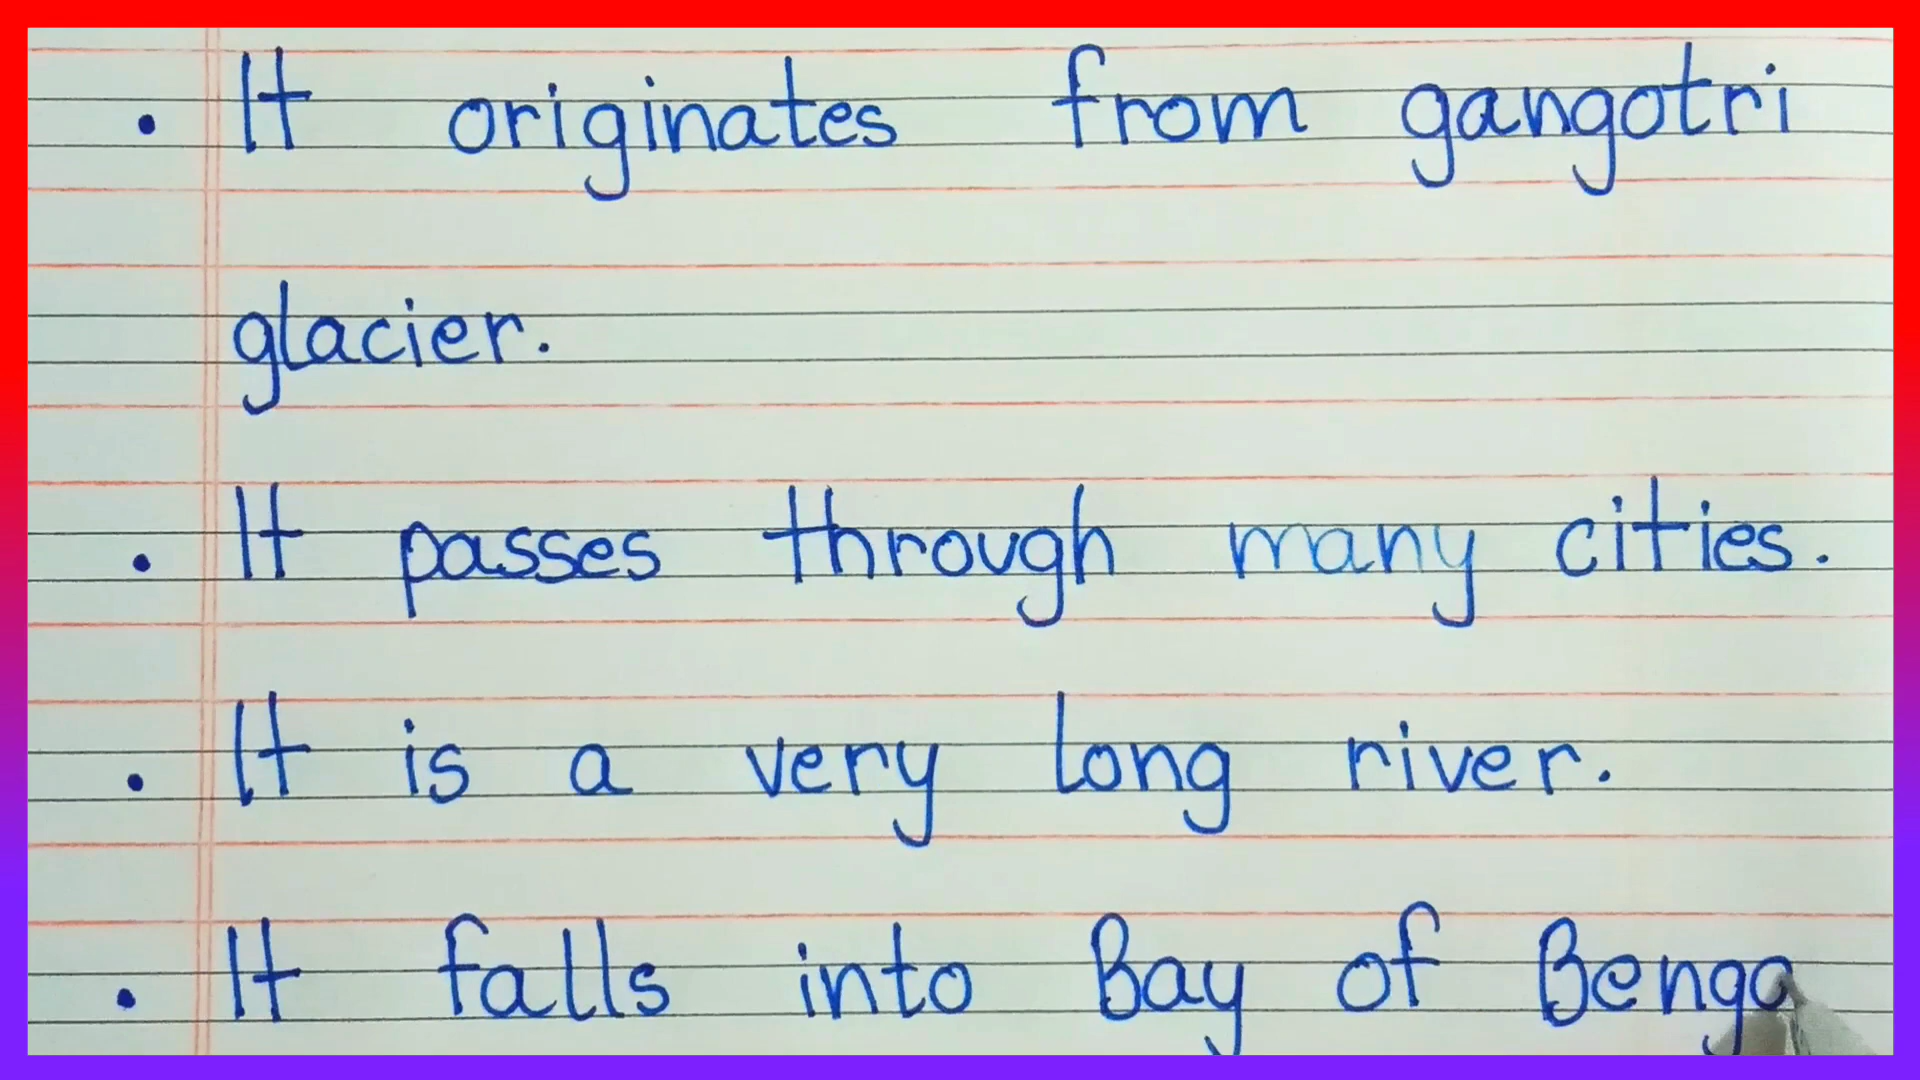 • It originates from gangotri
glacier.
• It passes through many cities.
• It is a very long river.
• It falls into Bay of Benga